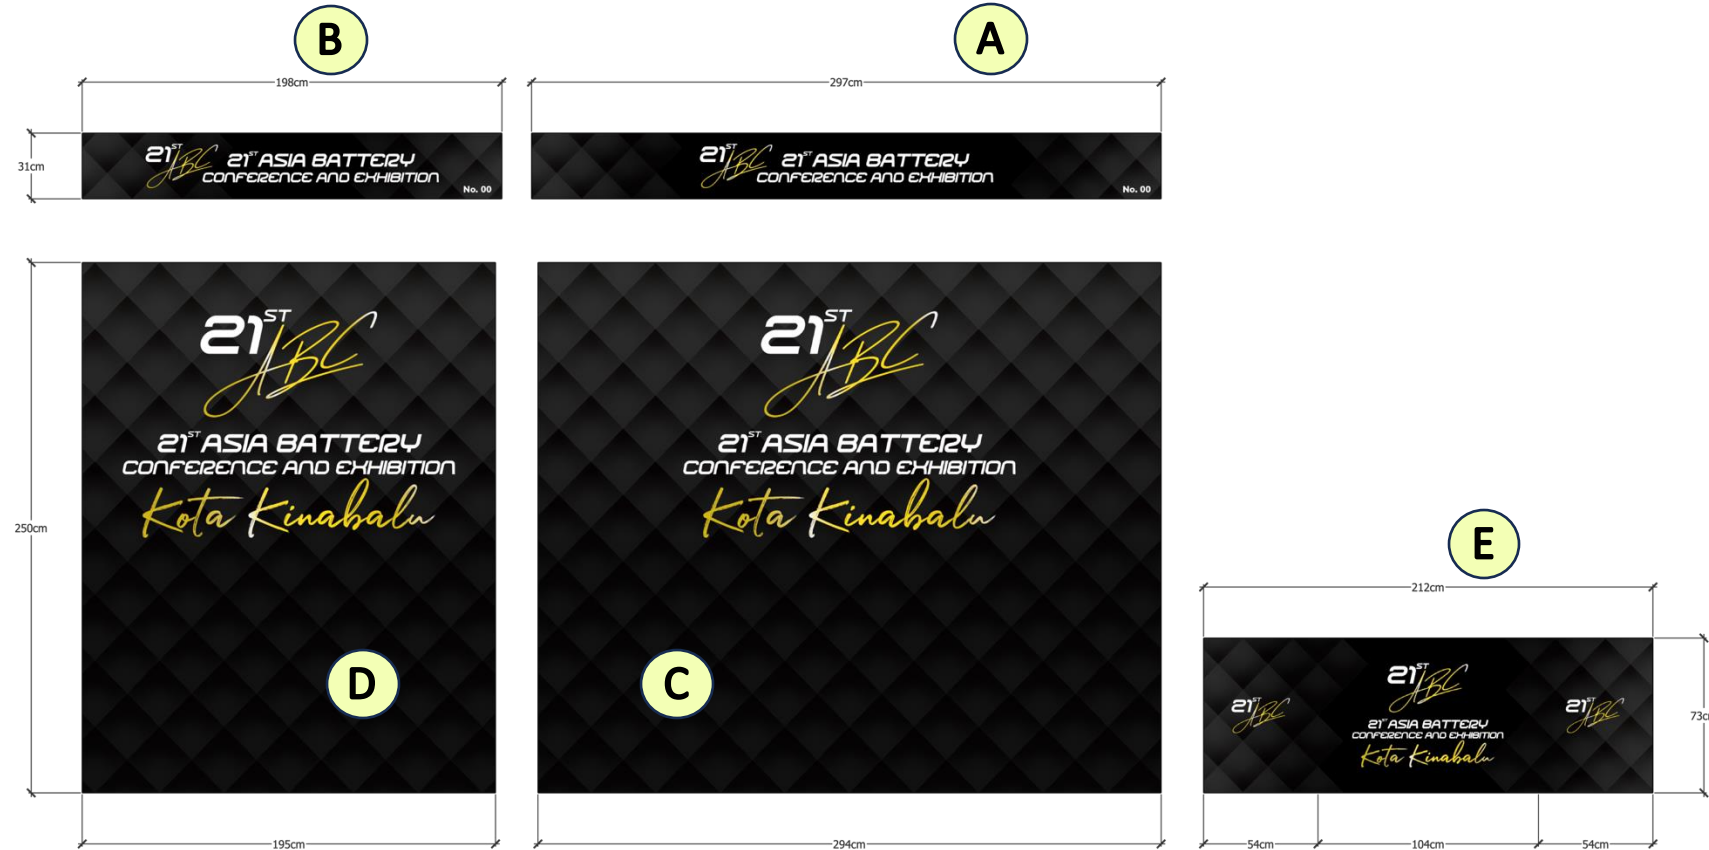 B
A
198cm
297cm
31cm
21ST ABC
21ST ASIA BATTERY
CONFERENCE AND EXHIBITION
No. 00
21ST ABC
21ST ASIA BATTERY
CONFERENCE AND EXHIBITION
No. 00
250cm
21ST
ABC
21ST ASIA BATTERY
CONFERENCE AND EXHIBITION
Kota Kinabalu
D
195cm
21ST
ABC
21ST ASIA BATTERY
CONFERENCE AND EXHIBITION
Kota Kinabalu
C
294cm
E
212cm
21ST ABC
21ST ABC
21ST ASIA BATTERY
CONFERENCE AND EXHIBITION
Kota Kinabalu
21ST ABC
73c
54cm
104cm
54cm